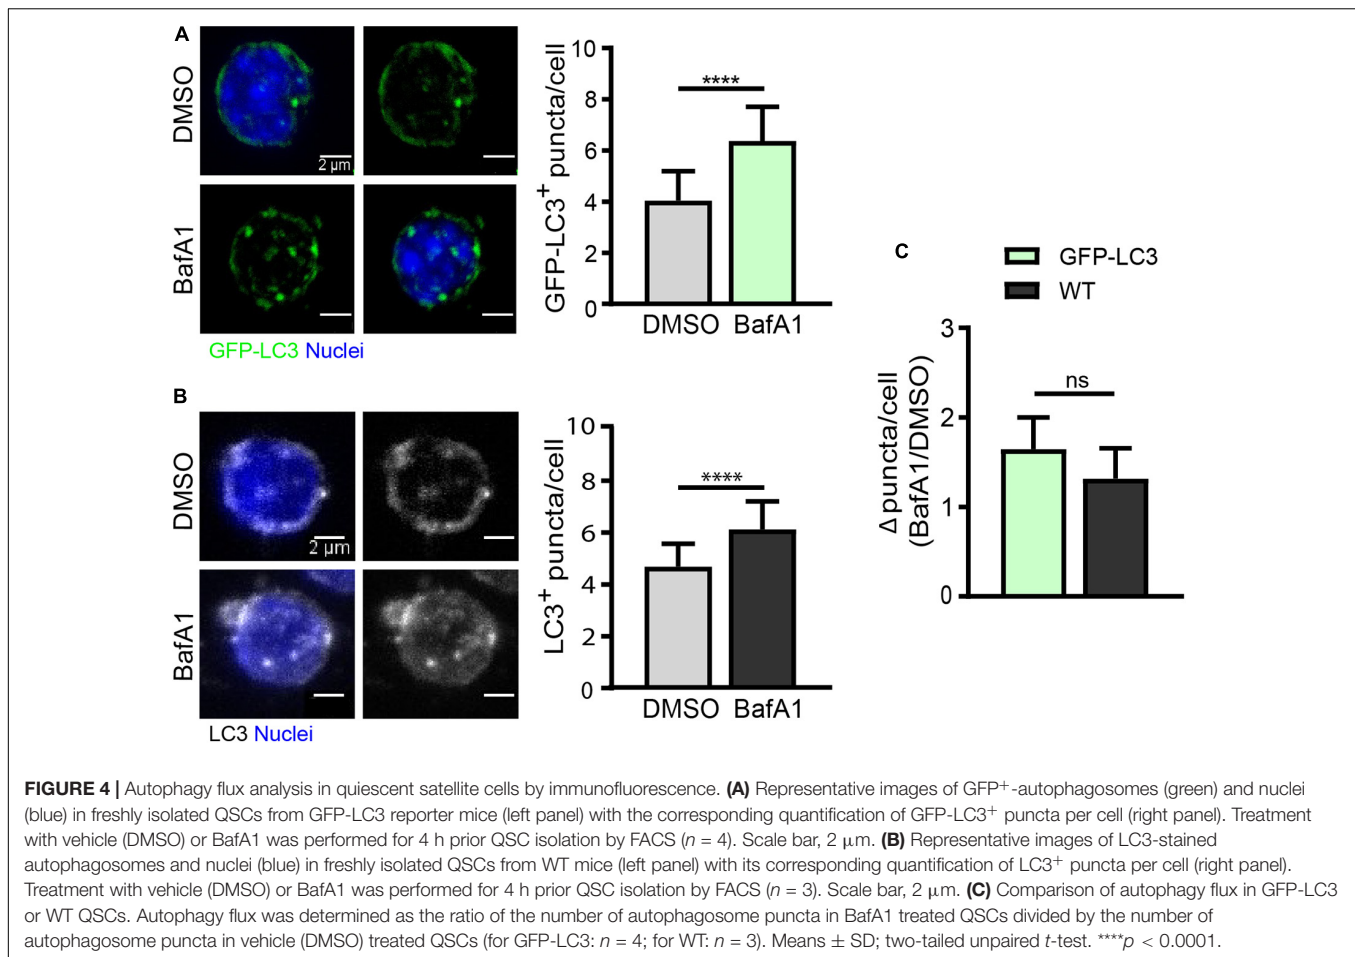 A
DMSO
2 μm
BafA1
GFP-LC3 Nuclei
GFP-LC3+ puncta/cell
10
8
6
4
2
0
****
DMSO BafA1
B
DMSO
2 μm
BafA1
LC3 Nuclei
LC3+ puncta/cell
10
8
6
4
2
0
****
DMSO BafA1
C
GFP-LC3
WT
Δpuncta/cell
(BafA1/DMSO)
3
2
1
0
ns
FIGURE 4 | Autophagy flux analysis in quiescent satellite cells by immunofluorescence. (A) Representative images of GFP+-autophagosomes (green) and nuclei
(blue) in freshly isolated QSCs from GFP-LC3 reporter mice (left panel) with the corresponding quantification of GFP-LC3+ puncta per cell (right panel). Treatment
with vehicle (DMSO) or BafA1 was performed for 4 h prior QSC isolation by FACS (n = 4). Scale bar, 2 μm. (B) Representative images of LC3-stained
autophagosomes and nuclei (blue) in freshly isolated QSCs from WT mice (left panel) with its corresponding quantification of LC3+ puncta per cell (right panel).
Treatment with vehicle (DMSO) or BafA1 was performed for 4 h prior QSC isolation by FACS (n = 3). Scale bar, 2 μm. (C) Comparison of autophagy flux in GFP-LC3
or WT QSCs. Autophagy flux was determined as the ratio of the number of autophagosome puncta in BafA1 treated QSCs divided by the number of
autophagosome puncta in vehicle (DMSO) treated QSCs (for GFP-LC3: n = 4; for WT: n = 3). Means ± SD; two-tailed unpaired t-test. ****p < 0.0001.